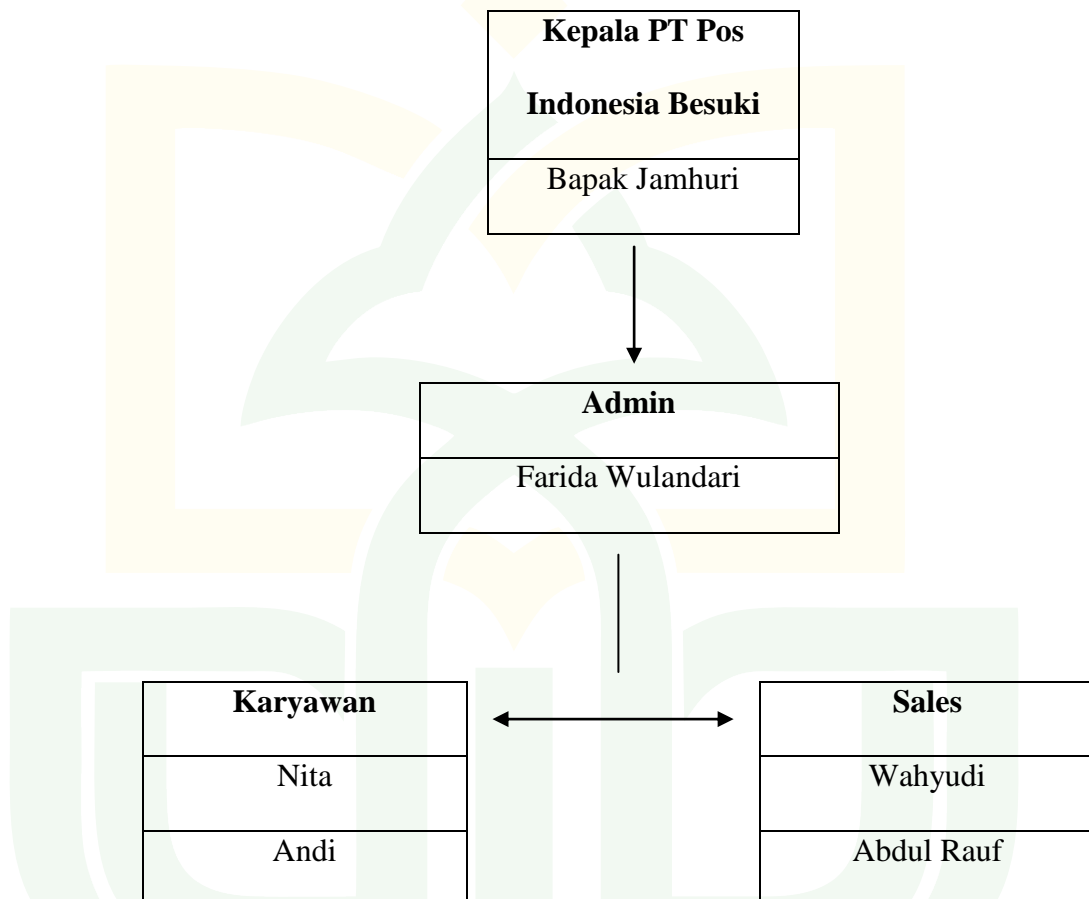 Kepala PT Pos
Indonesia Besuki
Bapak Jamhuri
Admin
Farida Wulandari
Karyawan
Nita
Andi
Sales
Wahyudi
Abdul Rauf